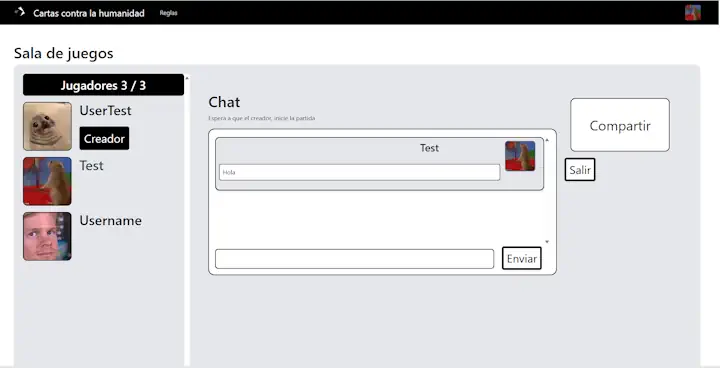 Cartas contra la humanidad
Reglas
Sala de juegos
Jugadores 3 / 3
UserTest
Creador
Test
Username
Chat
Espera a que el creador, inicie la partida
Test
Hola
Enviar
Compartir
Salir